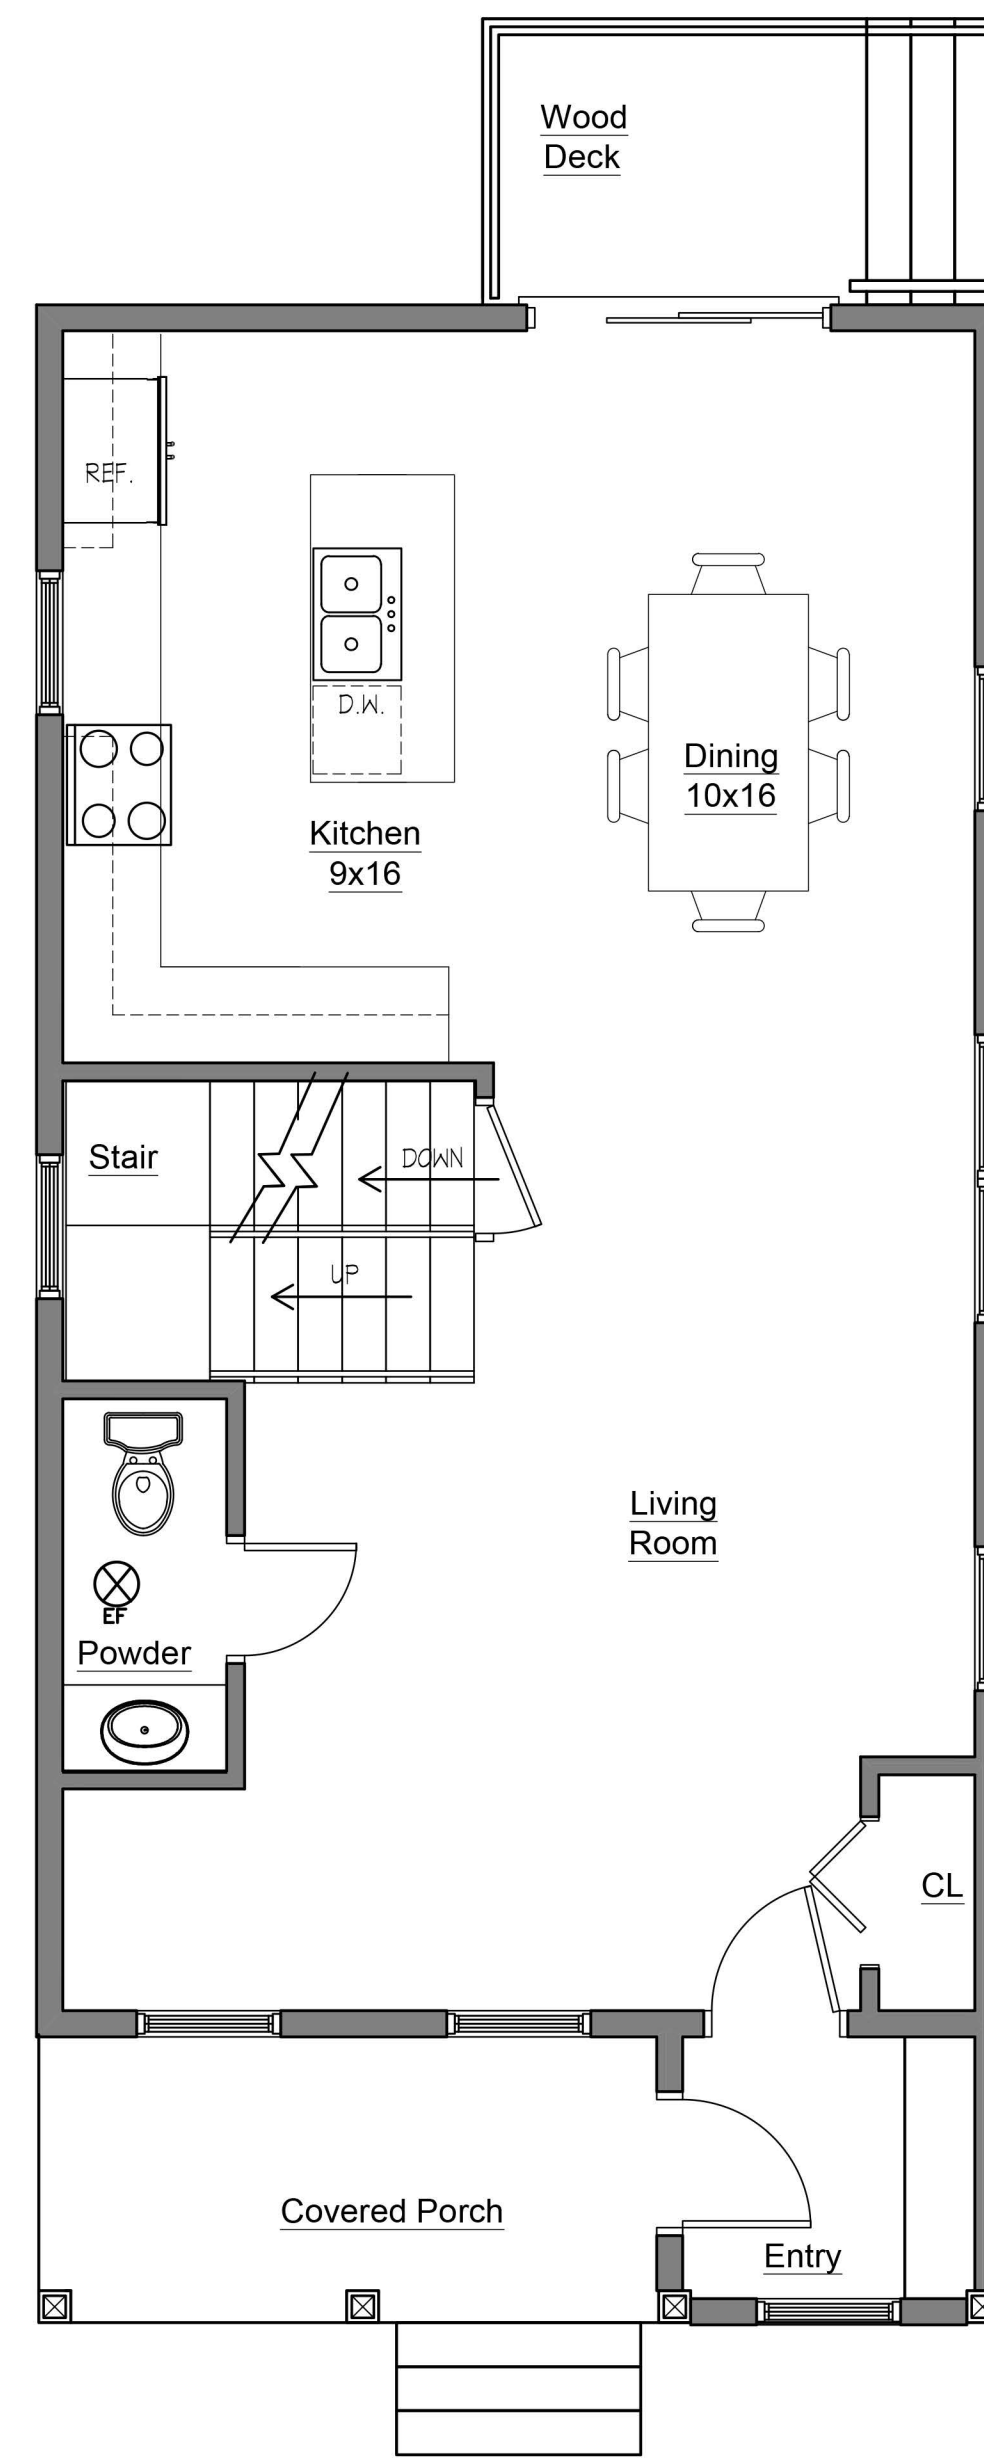 Wood
Deck
REF.
D.W.
Dining
10x16
Kitchen
9x16
Stair
DOWN
UP
Living
Room
EF
Powder
CL
Covered Porch
Entry